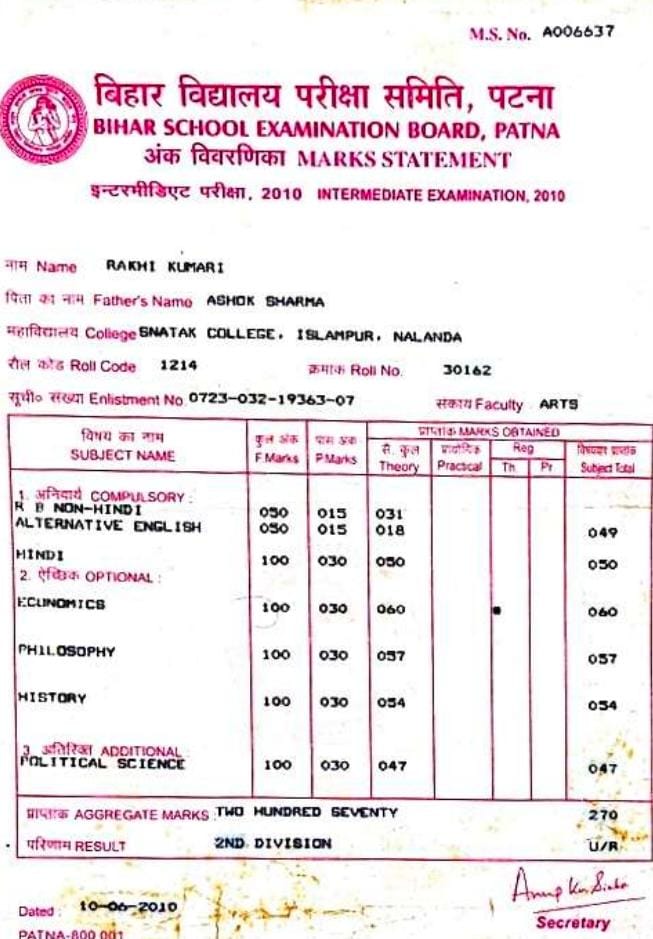 M.S. No. A006637
बिहार विद्यालय परीक्षा समिति, पटना
BIHAR SCHOOL EXAMINATION BOARD, PATNA
अंक विवरणिका MARKS STATEMENT
इन्टरमीडिएट परीक्षा, 2010 INTERMEDIATE EXAMINATION, 2010
नाम Name RAKHI KUMARI
पिता का नाम Father's Name ASHOK SHARMA
महाविद्यालय College SNATAK COLLEGE, ISLAMPUR, NALANDA
रौल कोड Roll Code 1214 क्रमांक Roll No. 30162
सूची० संख्या Enlistment No. 0723-032-19363-07 संकाय Faculty ARTS
विषय का नाम कुल अंक पास अंक प्राप्तांक MARKS OBTAINED
SUBJECT NAME F.Marks P.Marks सै. कुल Theory प्रायोगिक Practical Reg Th. Pr. विषयवार प्राप्तांक Subject Total
1. अनिवार्य COMPULSORY :
R B NON-HINDI 050 015 031
ALTERNATIVE ENGLISH 050 015 018 049
HINDI 100 030 050 050
2. ऐच्छिक OPTIONAL :
ECUNOMICS 100 030 060 060
PHILOSOPHY 100 030 057 057
HISTORY 100 030 054 054
3. अतिरिक्त ADDITIONAL :
POLITICAL SCIENCE 100 030 047 047
प्राप्तांक AGGREGATE MARKS : TWO HUNDRED SEVENTY 270
परिणाम RESULT 2ND DIVISION U/R
Anup Kr. Sinha
Dated : 10-06-2010
Secretary
PATNA-800 001